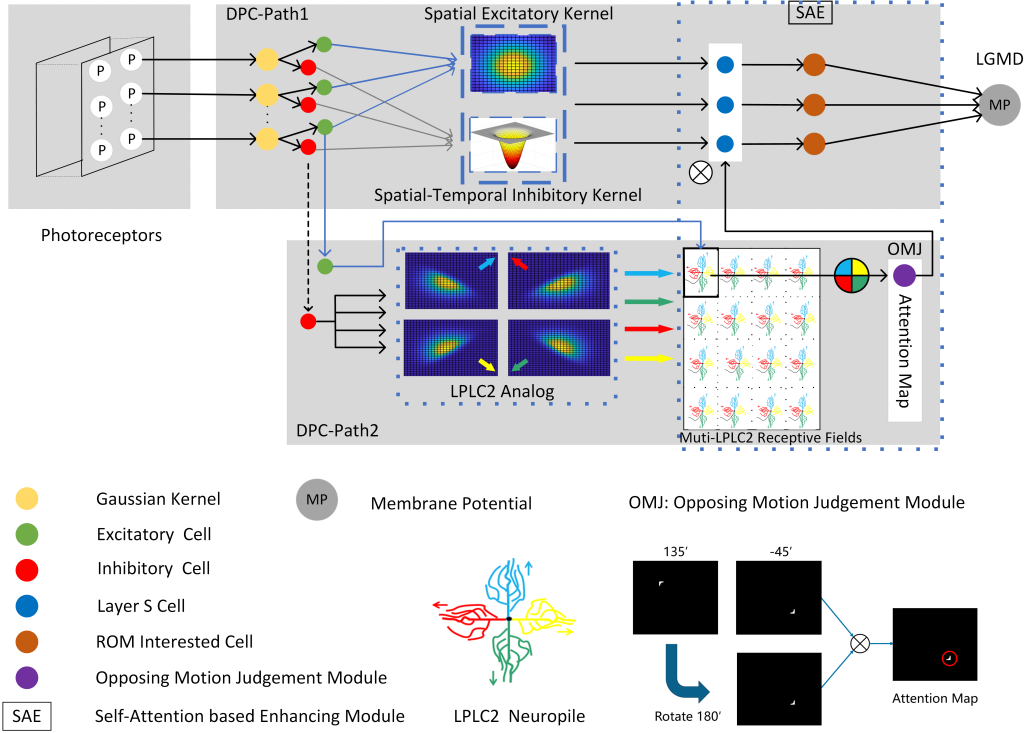 DPC-Path1
Spatial Excitatory Kernel
SAE
LGMD
P
P
P
P
P
P
MP
Spatial-Temporal Inhibitory Kernel
Photoreceptors
OMJ
Attention Map
LPLC2 Analog
DPC-Path2
Muti-LPLC2 Receptive Fields
Gaussian Kernel
MP
Membrane Potential
OMJ: Opposing Motion Judgement Module
Excitatory Cell
Inhibitory Cell
Layer S Cell
ROM Interested Cell
Opposing Motion Judgement Module
SAE
Self-Attention based Enhancing Module
LPLC2 Neuropile
135′
-45′
Rotate 180′
Attention Map